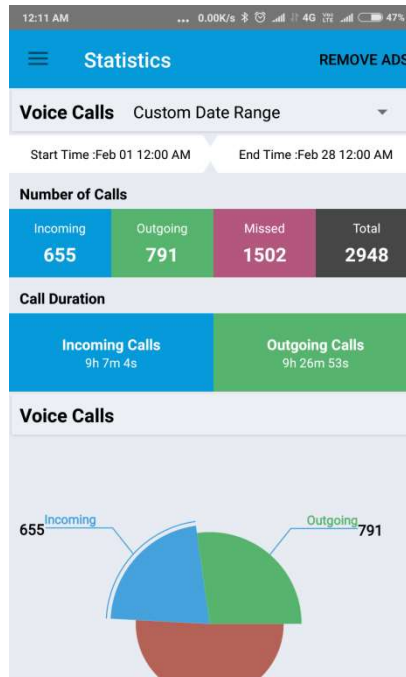 12:11 AM ... 0.00K/s 4G 47%
Statistics REMOVE ADS
Voice Calls Custom Date Range
Start Time :Feb 01 12:00 AM End Time :Feb 28 12:00 AM
Number of Calls
Incoming Outgoing Missed Total
655 791 1502 2948
Call Duration
Incoming Calls Outgoing Calls
9h 7m 4s 9h 26m 53s
Voice Calls
Incoming Outgoing
655 791